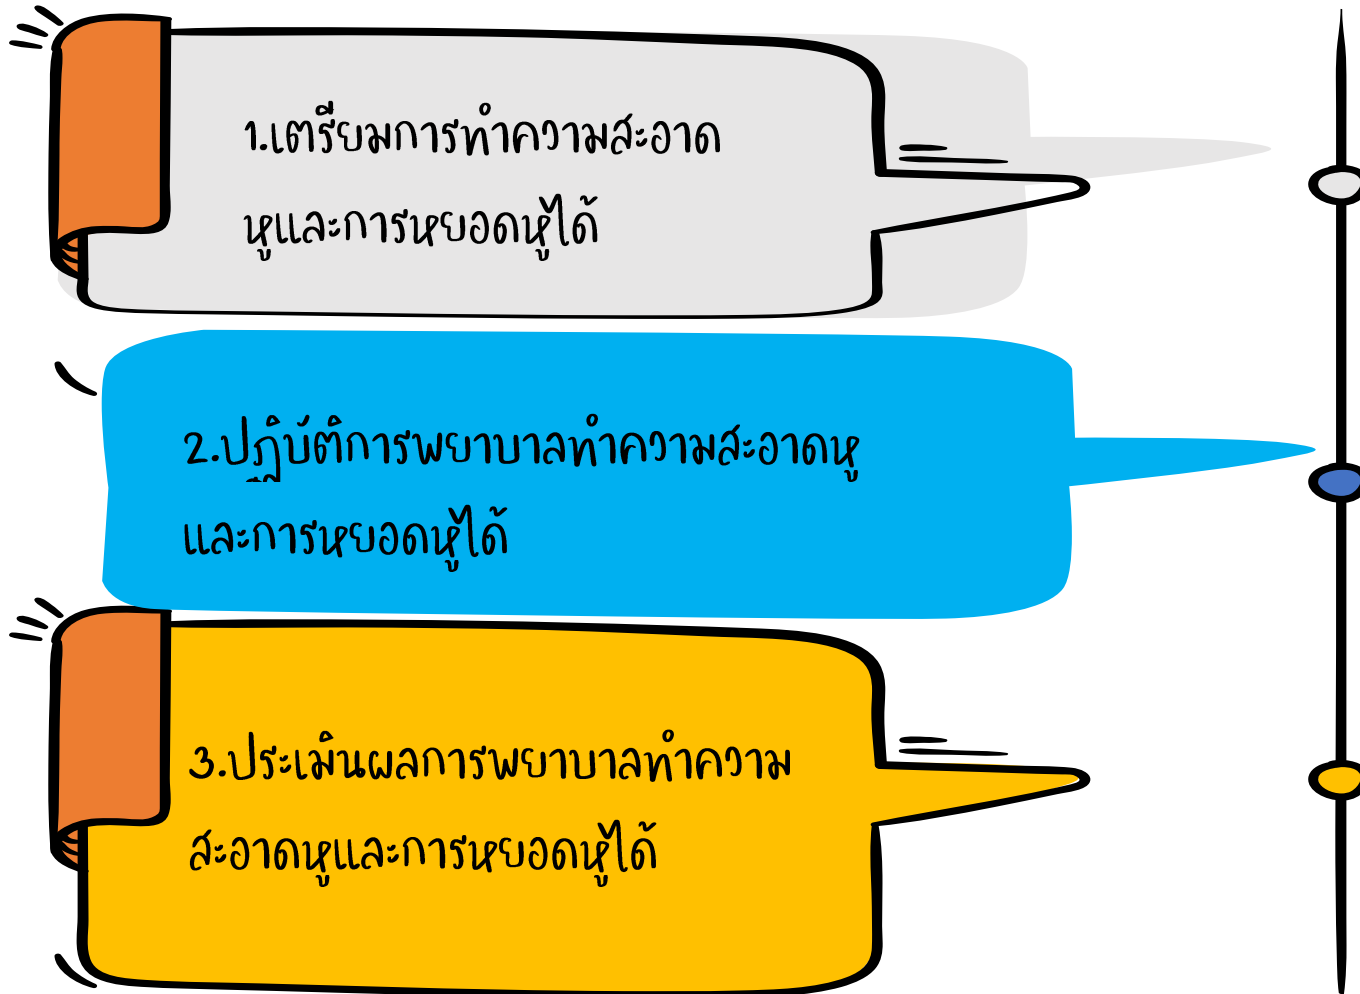 1.เตรียมการทำความสะอาด
หูและการหยอดหูได้
2.ปฏิบัติการพยาบาลทำความสะอาดหู
และการหยอดหูได้
3.ประเมินผลการพยาบาลทำความ
สะอาดหูและการหยอดหูได้